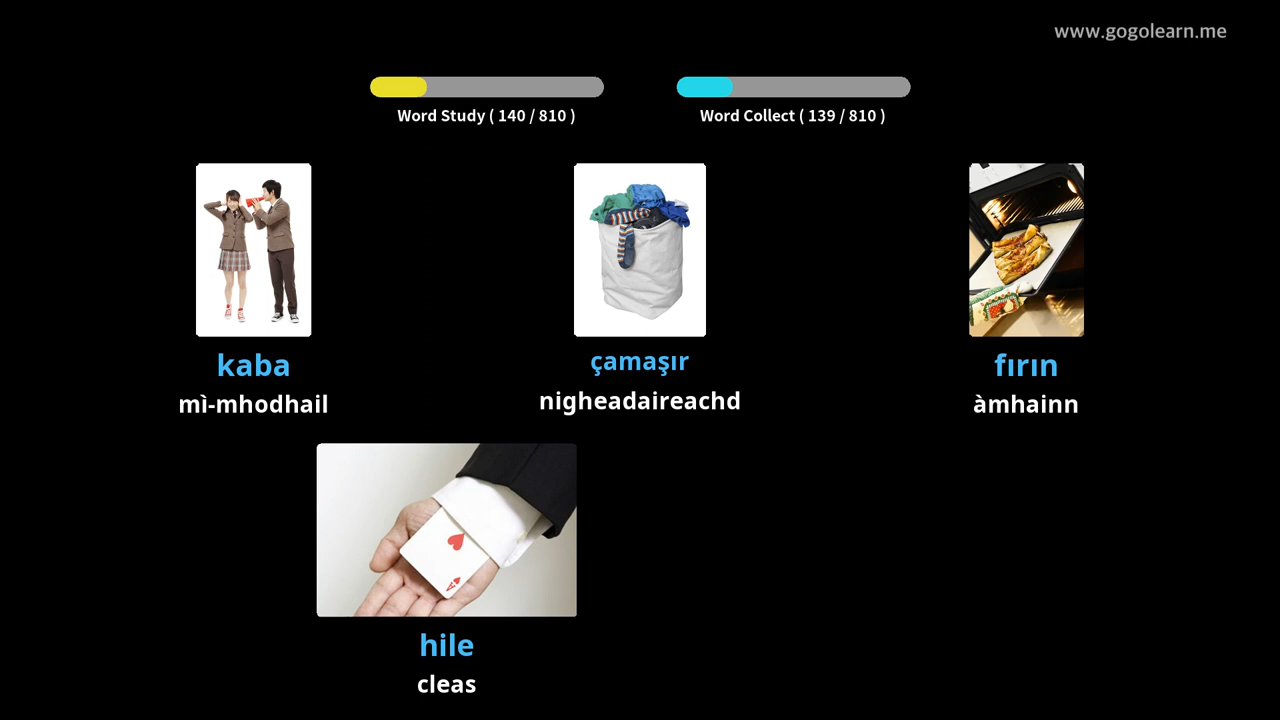 www.gogolearn.me
Word Study ( 140 / 810 )
Word Collect ( 139 / 810 )
kaba
mì-mhodhail
çamaşır
nigheadaireachd
fırın
àmhainn
A
hile
cleas